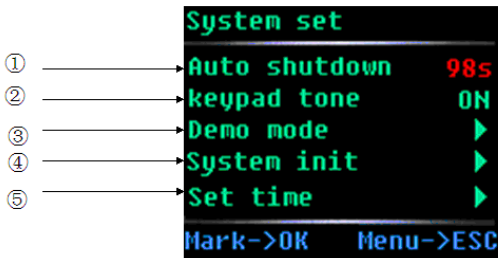 System set
① Auto shutdown 98s
② keypad tone ON
③ Demo mode
④ System init
⑤ Set time
Mark->OK Menu->ESC